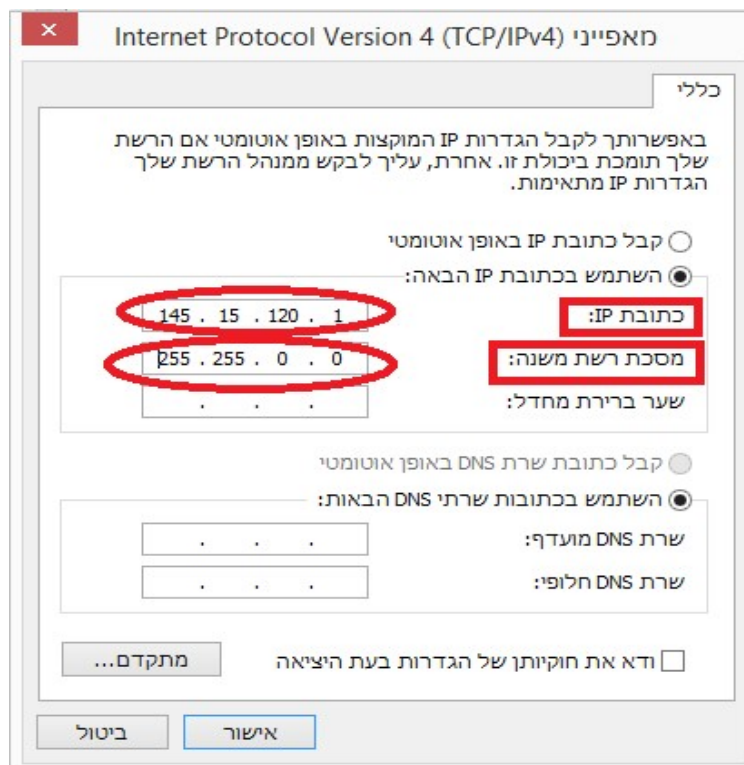 מאפייני Internet Protocol Version 4 (TCP/IPv4)
כללי
באפשרותך לקבל הגדרות IP המוקצות באופן אוטומטי אם הרשת
שלך תומכת ביכולת זו. אחרת, עליך לבקש ממנהל הרשת שלך
הגדרות IP מתאימות.
קבל כתובת IP באופן אוטומטי
השתמש בכתובת IP הבאה:
כתובת IP: 145 . 15 . 120 . 1
מסכת רשת משנה: 255 . 255 . 0 . 0
שער ברירת מחדל: . . .
קבל כתובת שרת DNS באופן אוטומטי
השתמש בכתובות שרתי DNS הבאות:
שרת DNS מועדף: . . .
שרת DNS חלופי: . . .
ודא את חוקיותן של הגדרות בעת היציאה מתקדם...
אישור ביטול